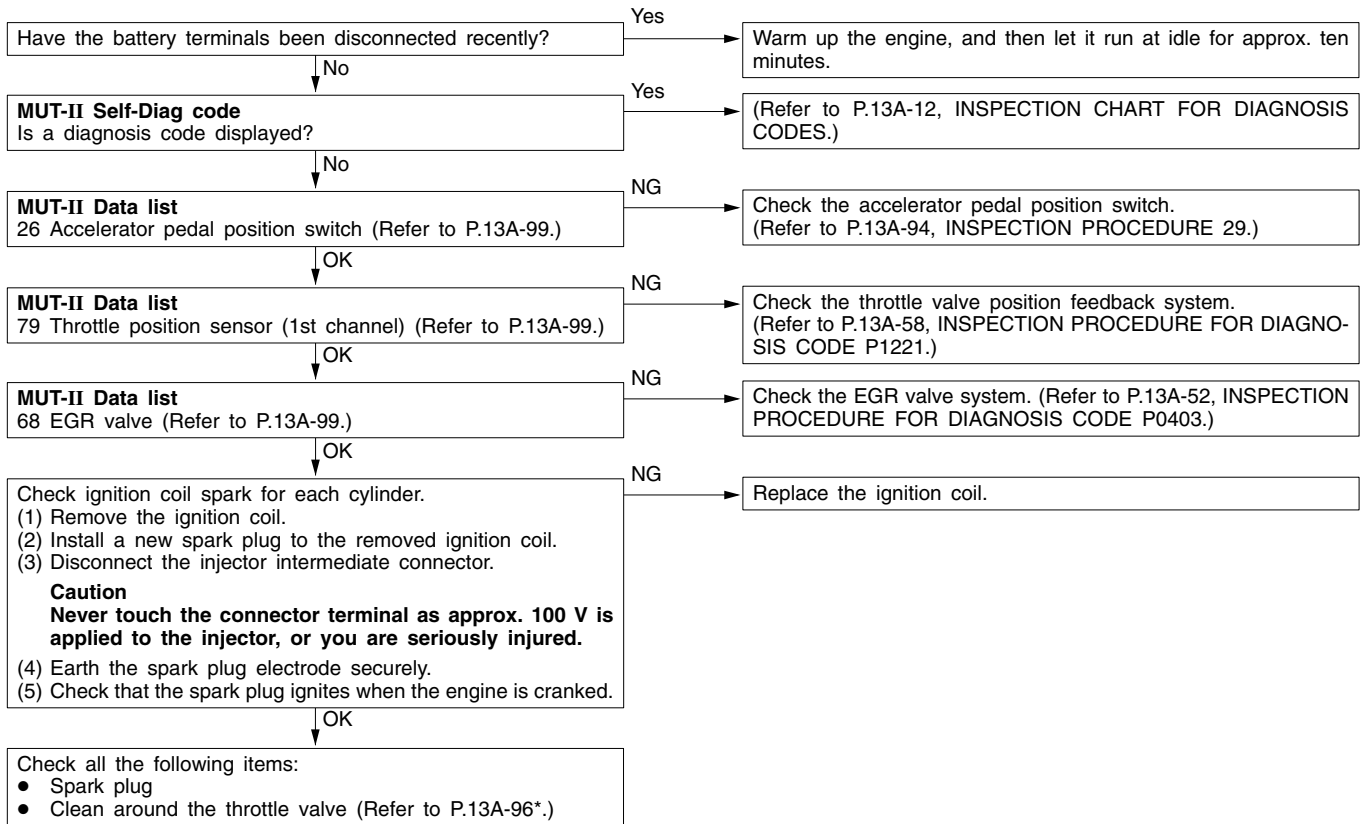 Yes
Have the battery terminals been disconnected recently?
Warm up the engine, and then let it run at idle for approx. ten
minutes.
No
Yes
MUT-II Self-Diag code
Is a diagnosis code displayed?
(Refer to P.13A-12, INSPECTION CHART FOR DIAGNOSIS
CODES.)
No
NG
MUT-II Data list
26 Accelerator pedal position switch (Refer to P.13A-99.)
Check the accelerator pedal position switch.
(Refer to P.13A-94, INSPECTION PROCEDURE 29.)
OK
NG
MUT-II Data list
79 Throttle position sensor (1st channel) (Refer to P.13A-99.)
Check the throttle valve position feedback system.
(Refer to P.13A-58, INSPECTION PROCEDURE FOR DIAGNO-
SIS CODE P1221.)
OK
NG
MUT-II Data list
68 EGR valve (Refer to P.13A-99.)
Check the EGR valve system. (Refer to P.13A-52, INSPECTION
PROCEDURE FOR DIAGNOSIS CODE P0403.)
OK
NG
Check ignition coil spark for each cylinder.
(1) Remove the ignition coil.
(2) Install a new spark plug to the removed ignition coil.
(3) Disconnect the injector intermediate connector.
Caution
Never touch the connector terminal as approx. 100 V is
applied to the injector, or you are seriously injured.
(4) Earth the spark plug electrode securely.
(5) Check that the spark plug ignites when the engine is cranked.
Replace the ignition coil.
OK
Check all the following items:
● Spark plug
● Clean around the throttle valve (Refer to P.13A-96*.)